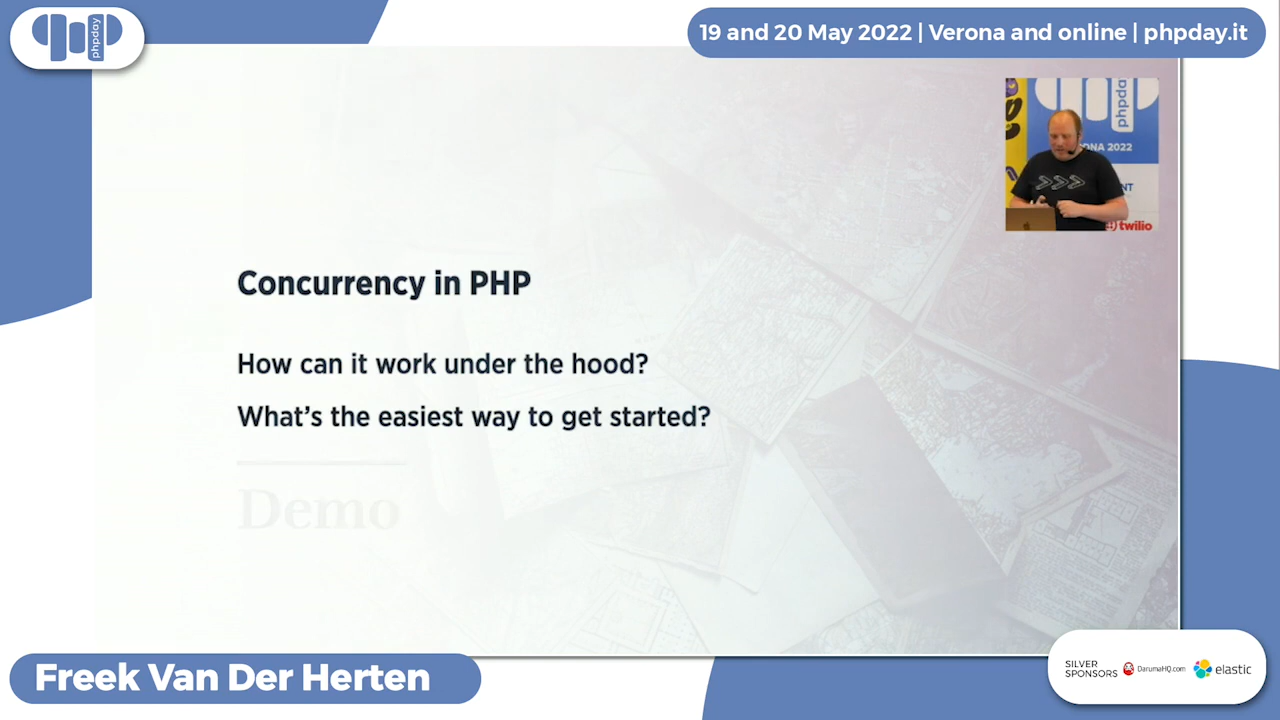 phpday
19 and 20 May 2022 | Verona and online | phpday.it
phpday
ONA 2022
NT
twilio
Concurrency in PHP
How can it work under the hood?
What's the easiest way to get started?
Demo
Freek Van Der Herten
SILVER
SPONSORS
DarumaHQ.com
elastic